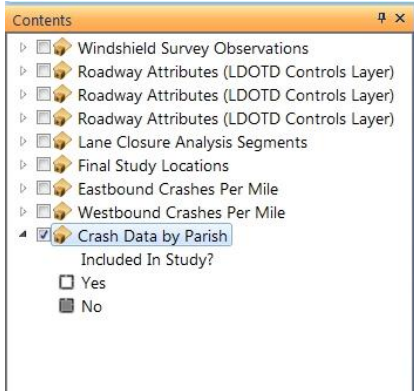 Contents
Windshield Survey Observations
Roadway Attributes (LDOTD Controls Layer)
Roadway Attributes (LDOTD Controls Layer)
Roadway Attributes (LDOTD Controls Layer)
Lane Closure Analysis Segments
Final Study Locations
Eastbound Crashes Per Mile
Westbound Crashes Per Mile
Crash Data by Parish
Included In Study?
Yes
No